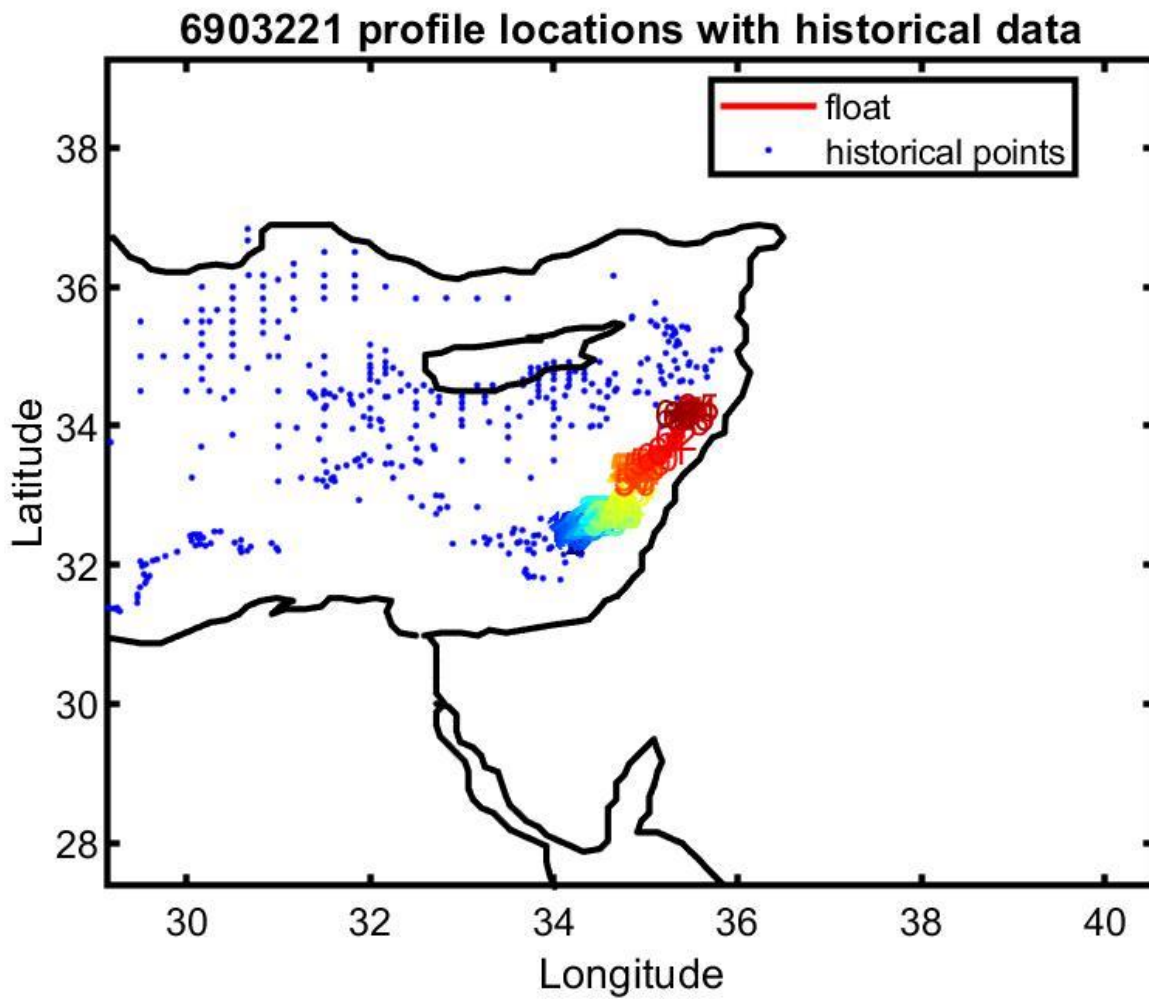 6903221 profile locations with historical data
float
historical points
38
36
34
32
30
28
Latitude
30 32 34 36 38 40
Longitude